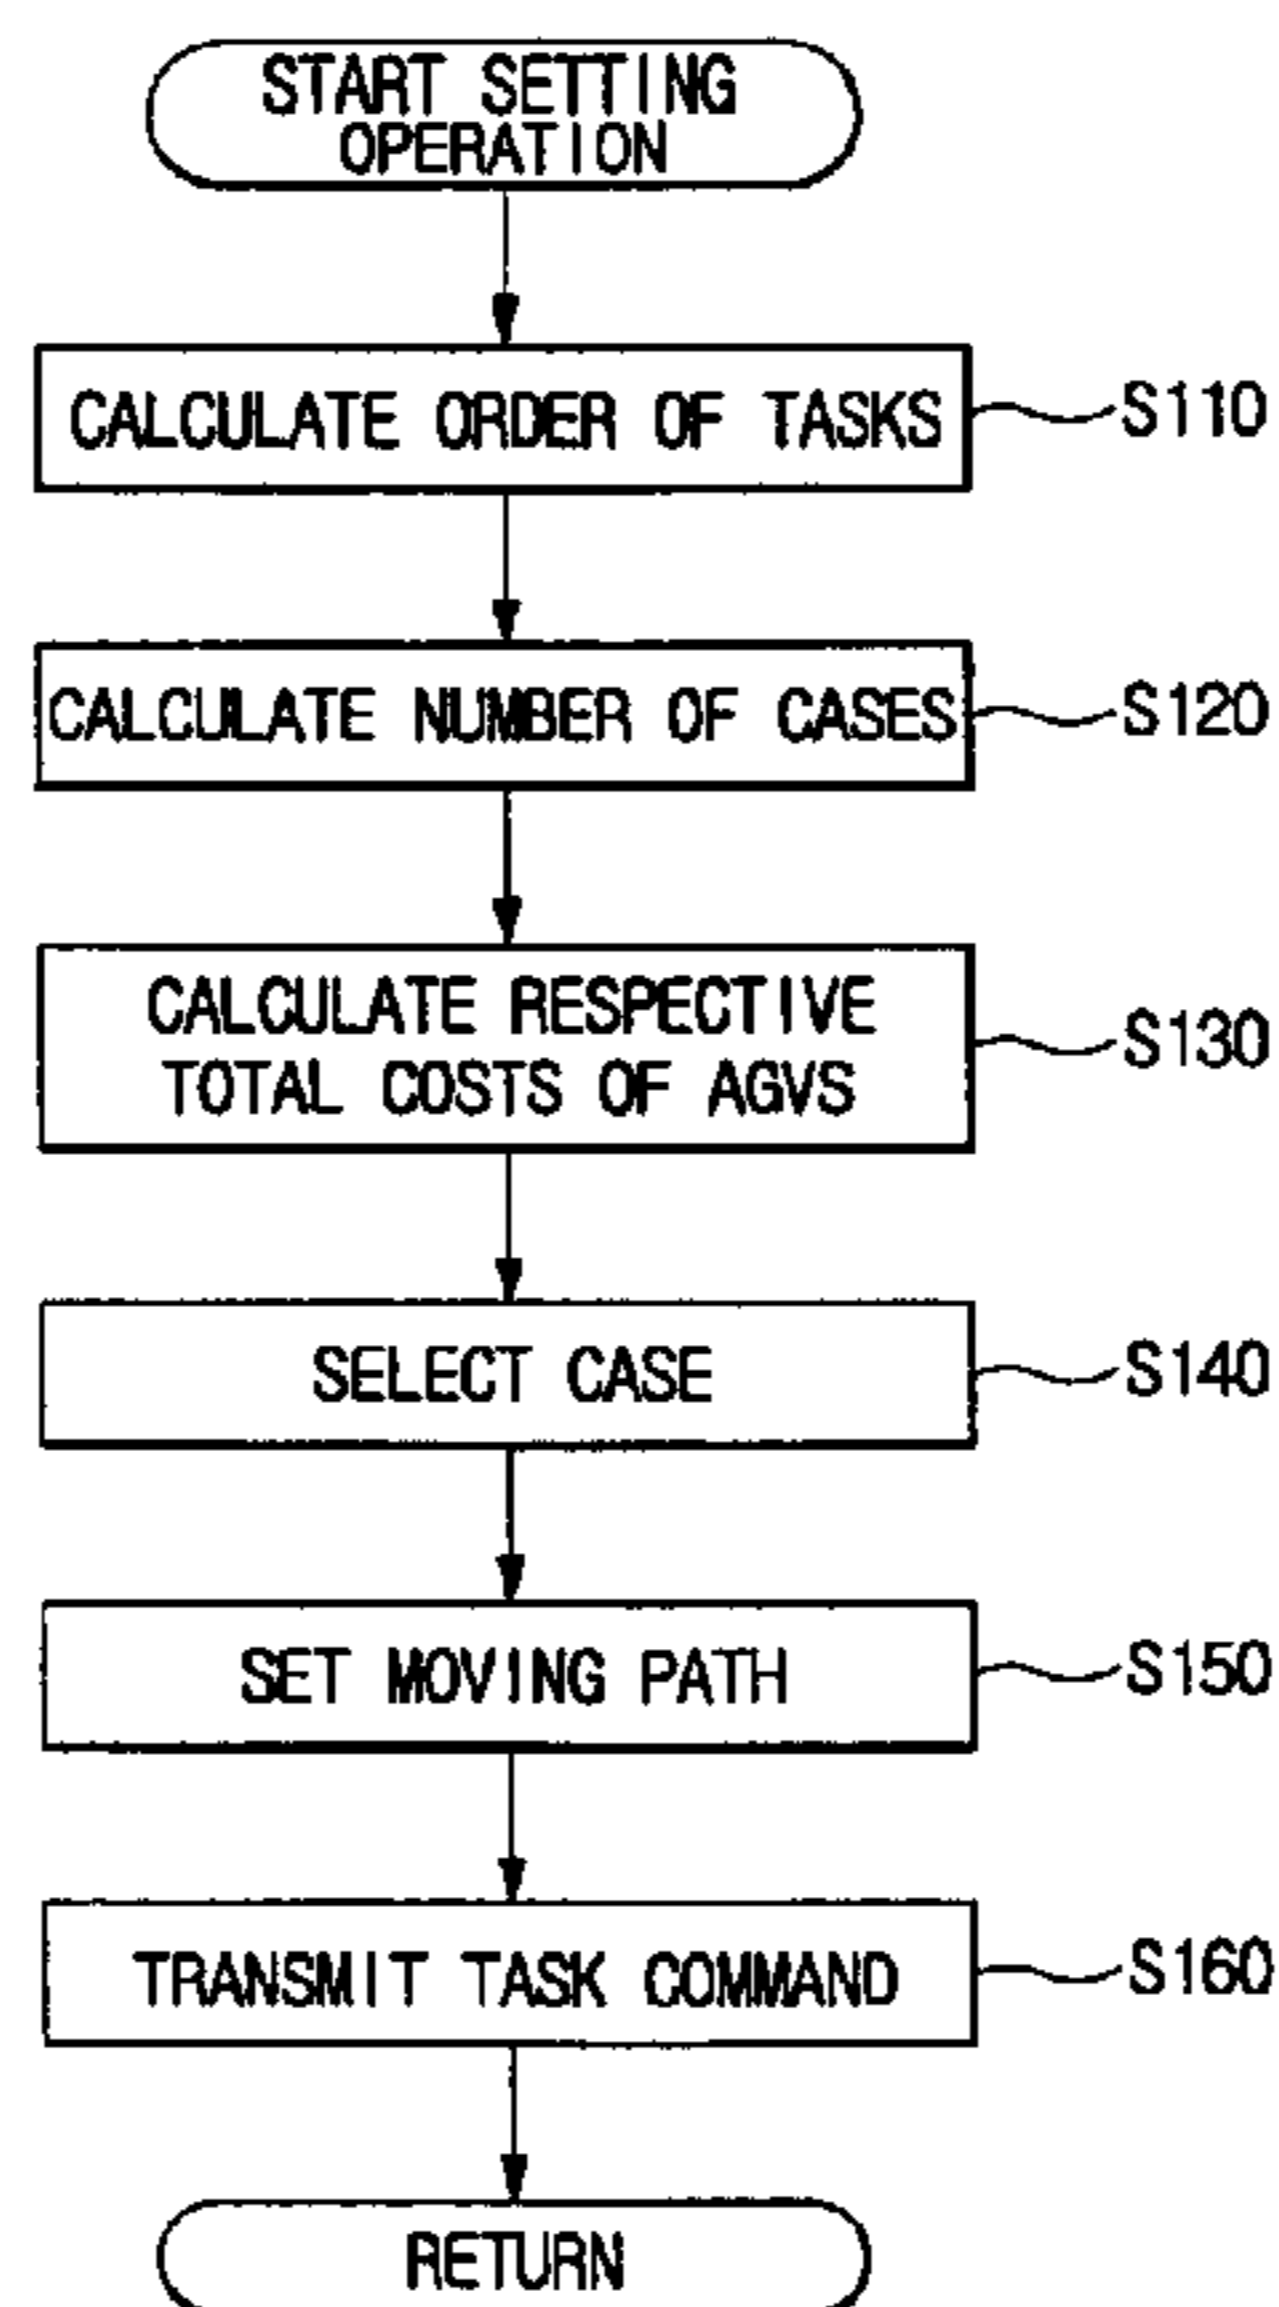 START SETTING
OPERATION
CALCULATE ORDER OF TASKS
S110
CALCULATE NUMBER OF CASES
S120
CALCULATE RESPECTIVE
TOTAL COSTS OF AGVS
S130
SELECT CASE
S140
SET MOVING PATH
S150
TRANSMIT TASK COMMAND
S160
RETURN